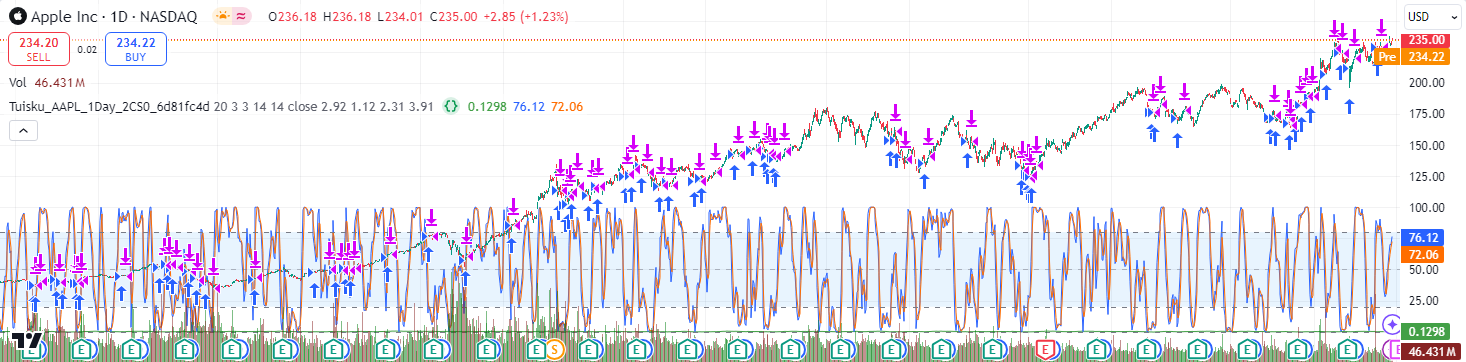 Apple Inc · 1D · NASDAQ O236.18 H236.18 L234.01 C235.00 +2.85 (+1.23%)
USD
234.20
SELL
0.02
234.22
BUY
Vol 46.431M
Tuisku_AAPL_1Day_2CS0_6d81fc4d 20 3 3 14 14 close 2.92 1.12 2.31 3.91 {} 0.1298 76.12 72.06
235.00
Pre 234.22
200.00
175.00
150.00
125.00
100.00
76.12
72.06
50.00
25.00
0.1298
46.431M
E E E E E E E E E E S E E E E E E E E E E E E E E E E E